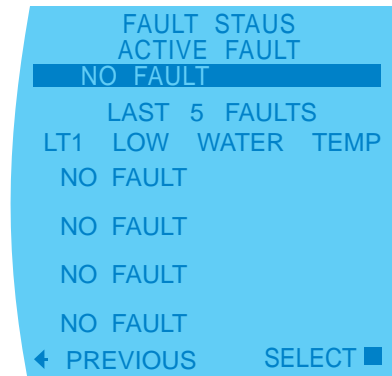 FAULT STAUS
ACTIVE FAULT
NO FAULT
LAST 5 FAULTS
LT1 LOW WATER TEMP
NO FAULT
NO FAULT
NO FAULT
NO FAULT
PREVIOUS SELECT